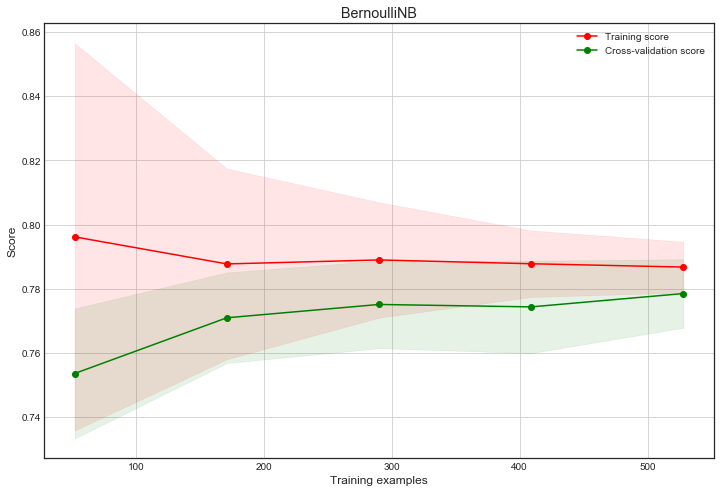 BernoulliNB
0.86
0.84
0.82
0.80
0.78
0.76
0.74
Score
Training score
Cross-validation score
100
200
300
400
500
Training examples